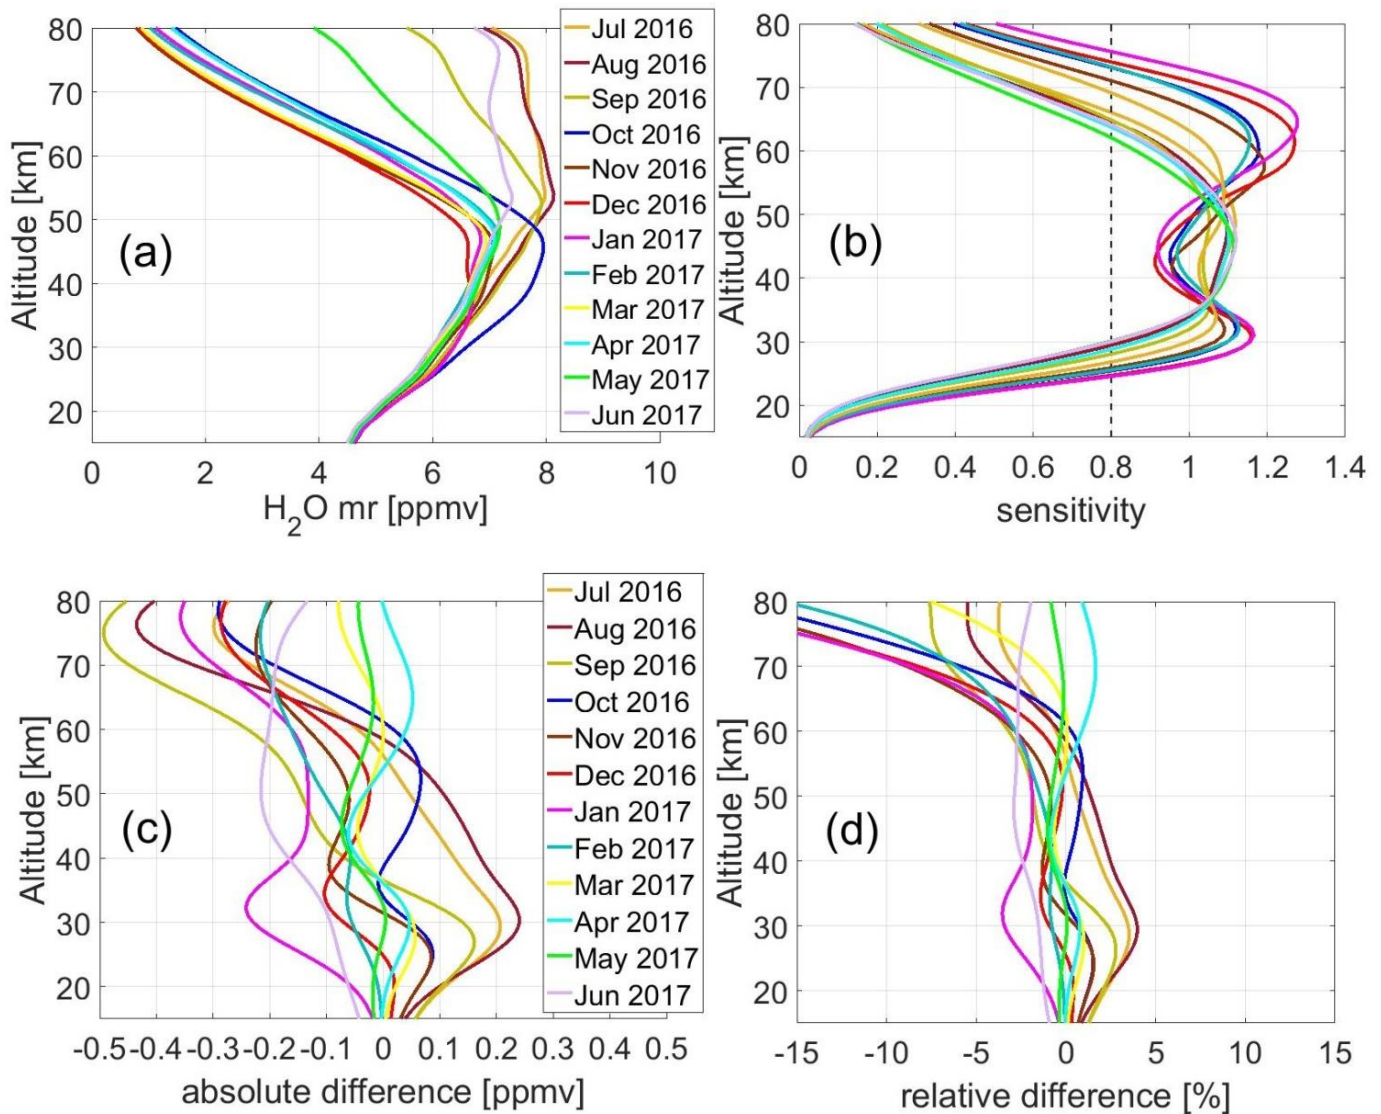 80
70
60
50
40
30
20
Altitude [km]
(a)
0 2 4 6 8 10
H2O mr [ppmv]
Jul 2016
Aug 2016
Sep 2016
Oct 2016
Nov 2016
Dec 2016
Jan 2017
Feb 2017
Mar 2017
Apr 2017
May 2017
Jun 2017
80
70
60
50
40
30
20
Altitude [km]
(b)
0 0.2 0.4 0.6 0.8 1 1.2 1.4
sensitivity
80
70
60
50
40
30
20
Altitude [km]
(c)
-0.5 -0.4 -0.3 -0.2 -0.1 0 0.1 0.2 0.3 0.4 0.5
absolute difference [ppmv]
Jul 2016
Aug 2016
Sep 2016
Oct 2016
Nov 2016
Dec 2016
Jan 2017
Feb 2017
Mar 2017
Apr 2017
May 2017
Jun 2017
80
70
60
50
40
30
20
Altitude [km]
(d)
-15 -10 -5 0 5 10 15
relative difference [%]